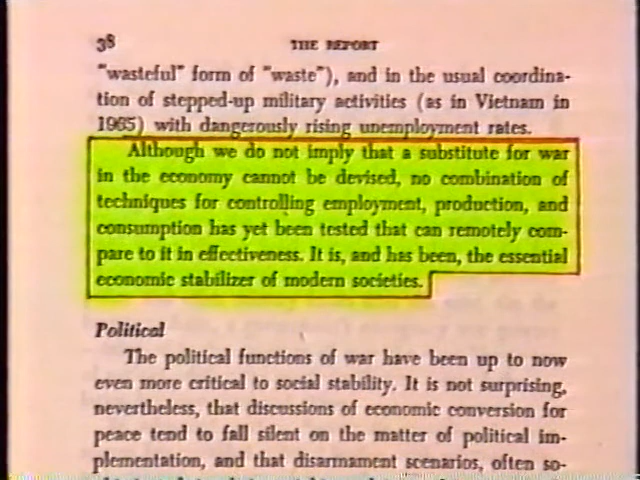 38 THE REPORT
"wasteful" form of "waste"), and in the usual coordina-
tion of stepped-up military activities (as in Vietnam in
1965) with dangerously rising unemployment rates.
Although we do not imply that a substitute for war
in the economy cannot be devised, no combination of
techniques for controlling employment, production, and
consumption has yet been tested that can remotely com-
pare to it in effectiveness. It is, and has been, the essential
economic stabilizer of modern societies.
Political
The political functions of war have been up to now
even more critical to social stability. It is not surprising,
nevertheless, that discussions of economic conversion for
peace tend to fall silent on the matter of political im-
plementation, and that disarmament scenarios, often so-